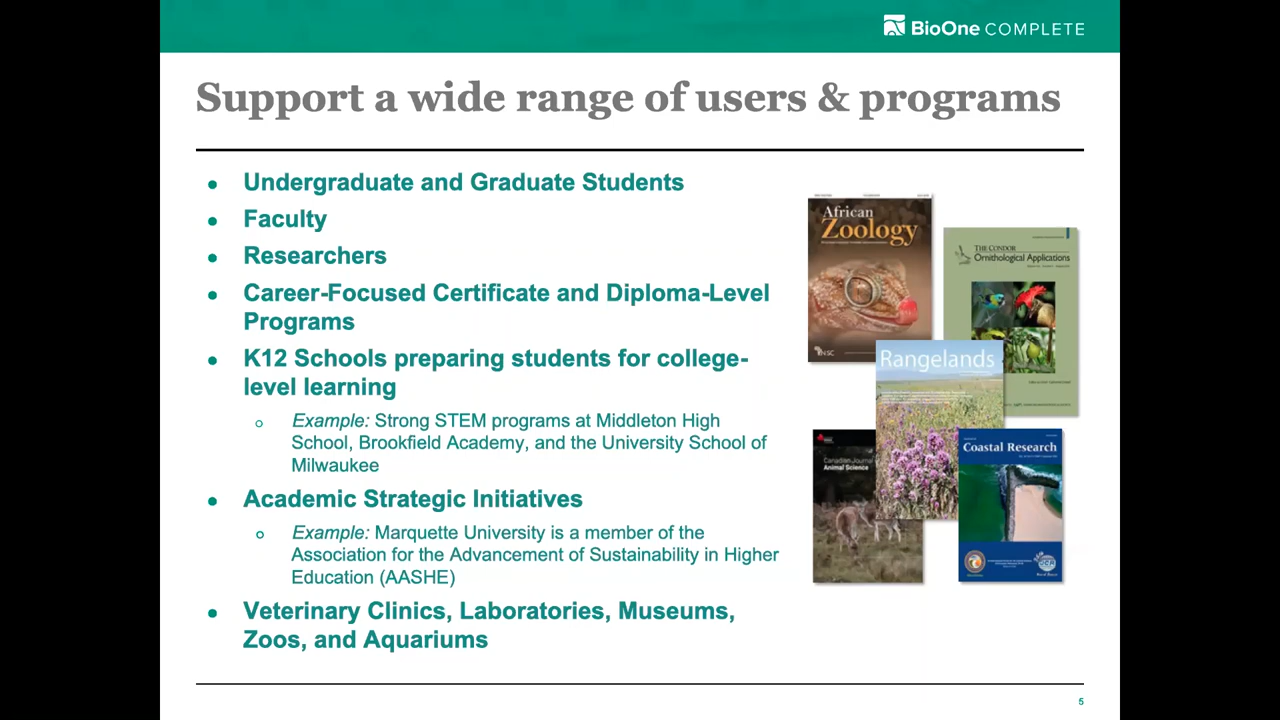 BioOne COMPLETE
Support a wide range of users & programs
● Undergraduate and Graduate Students
● Faculty
● Researchers
● Career-Focused Certificate and Diploma-Level
Programs
● K12 Schools preparing students for college-
level learning
○ Example: Strong STEM programs at Middleton High
School, Brookfield Academy, and the University School of
Milwaukee
● Academic Strategic Initiatives
○ Example: Marquette University is a member of the
Association for the Advancement of Sustainability in Higher
Education (AASHE)
● Veterinary Clinics, Laboratories, Museums,
Zoos, and Aquariums
African
Zoology
THE CONDOR
Ornithological Applications
Rangelands
Canadian Journal
Animal Science
Coastal Research
5